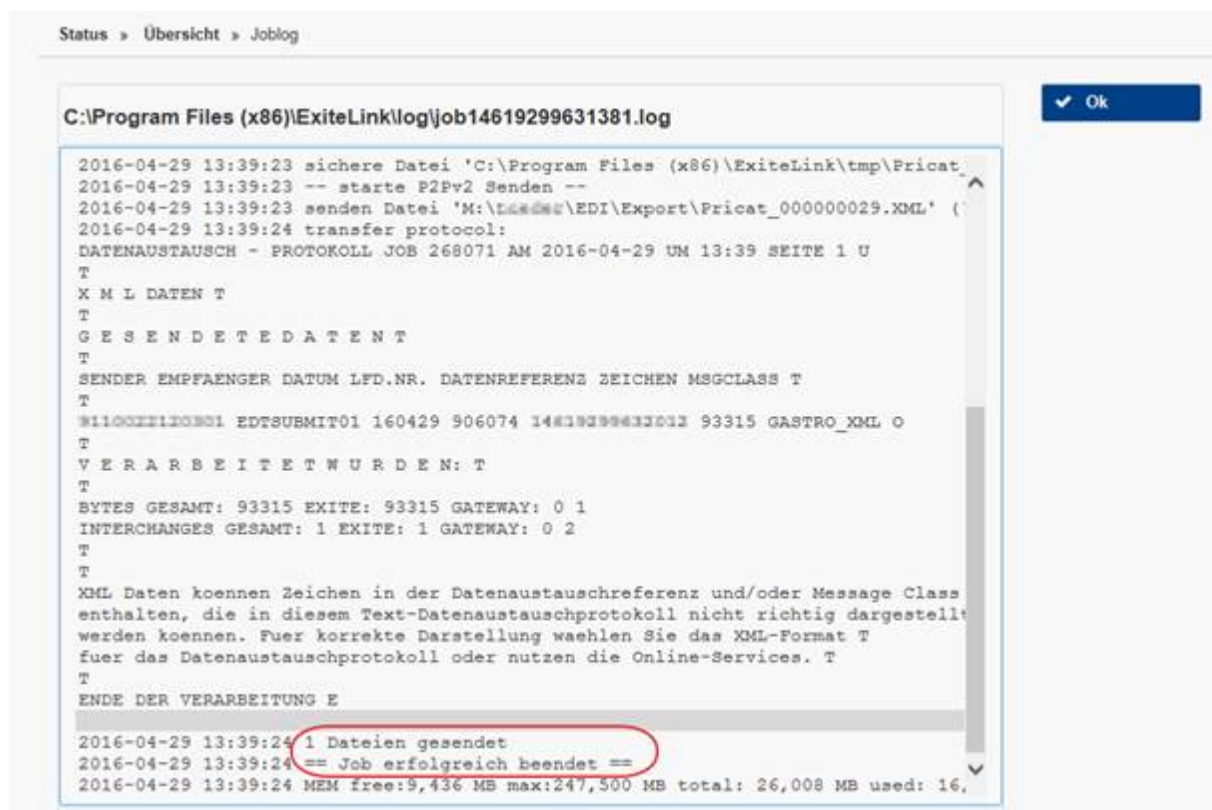 Status » Übersicht » Joblog
Ok
C:\Program Files (x86)\ExiteLink\log\job14619299631381.log
2016-04-29 13:39:23 sichere Datei 'C:\Program Files (x86)\ExiteLink\tmp\Pricat_
2016-04-29 13:39:23 -- starte P2Pv2 Senden --
2016-04-29 13:39:23 senden Datei 'M:\ \EDI\Export\Pricat_000000029.XML' (
2016-04-29 13:39:24 transfer protocol:
DATENAUSTAUSCH - PROTOKOLL JOB 268071 AM 2016-04-29 UM 13:39 SEITE 1 U
T
X M L DATEN T
T
G E S E N D E T E D A T E N T
T
SENDER EMPFAENGER DATUM LFD.NR. DATENREFERENZ ZEICHEN MSGCLASS T
T
EDTSUBMIT01 160429 906074 93315 GASTRO_XML O
T
V E R A R B E I T E T W U R D E N: T
T
BYTES GESAMT: 93315 EXITE: 93315 GATEWAY: 0 1
INTERCHANGES GESAMT: 1 EXITE: 1 GATEWAY: 0 2
T
T
XML Daten koennen Zeichen in der Datenaustauschreferenz und/oder Message Class
enthalten, die in diesem Text-Datenaustauschprotokoll nicht richtig dargestellt
werden koennen. Fuer korrekte Darstellung waehlen Sie das XML-Format T
fuer das Datenaustauschprotokoll oder nutzen die Online-Services. T
T
ENDE DER VERARBEITUNG E
2016-04-29 13:39:24 1 Dateien gesendet
2016-04-29 13:39:24 == Job erfolgreich beendet ==
2016-04-29 13:39:24 MEM free:9,436 MB max:247,500 MB total: 26,008 MB used: 16,